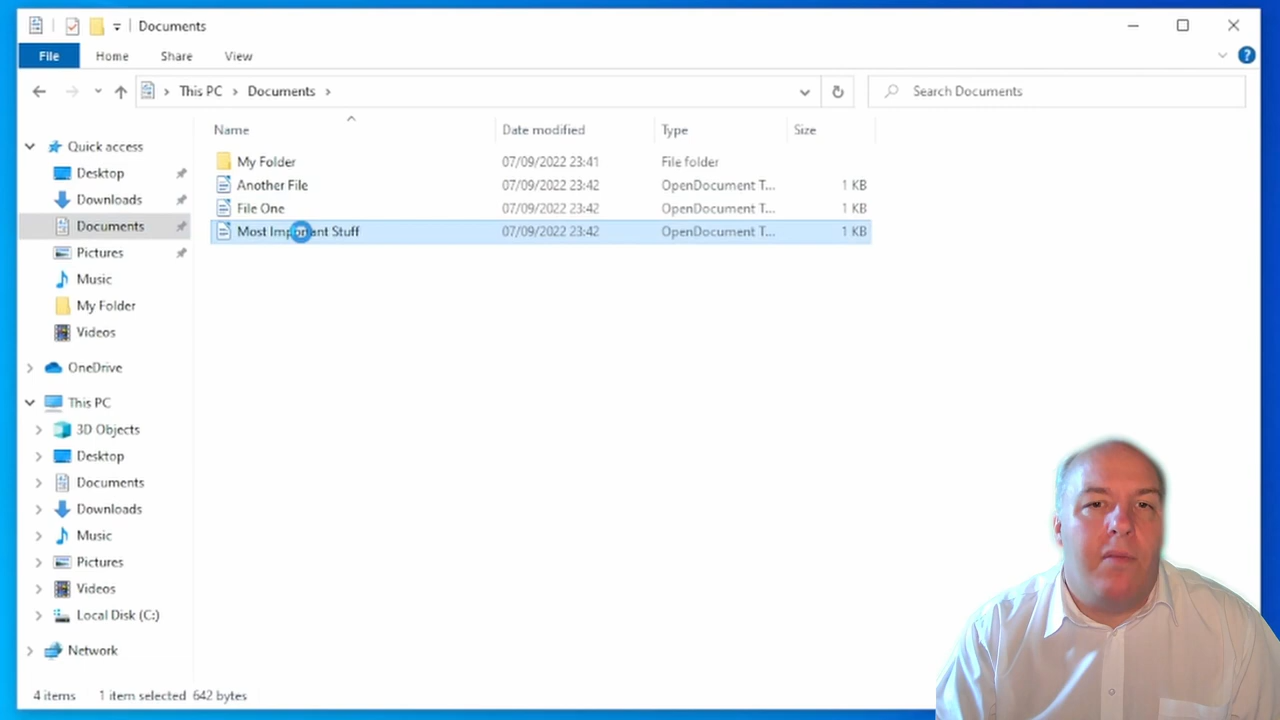 Documents
File Home Share View
This PC Documents Search Documents
Name Date modified Type Size
My Folder 07/09/2022 23:41 File folder
Another File 07/09/2022 23:42 OpenDocument T... 1 KB
File One 07/09/2022 23:42 OpenDocument T... 1 KB
Most Important Stuff 07/09/2022 23:42 OpenDocument T... 1 KB
Quick access
Desktop
Downloads
Documents
Pictures
Music
My Folder
Videos
OneDrive
This PC
3D Objects
Desktop
Documents
Downloads
Music
Pictures
Videos
Local Disk (C:)
Network
4 items 1 item selected 642 bytes